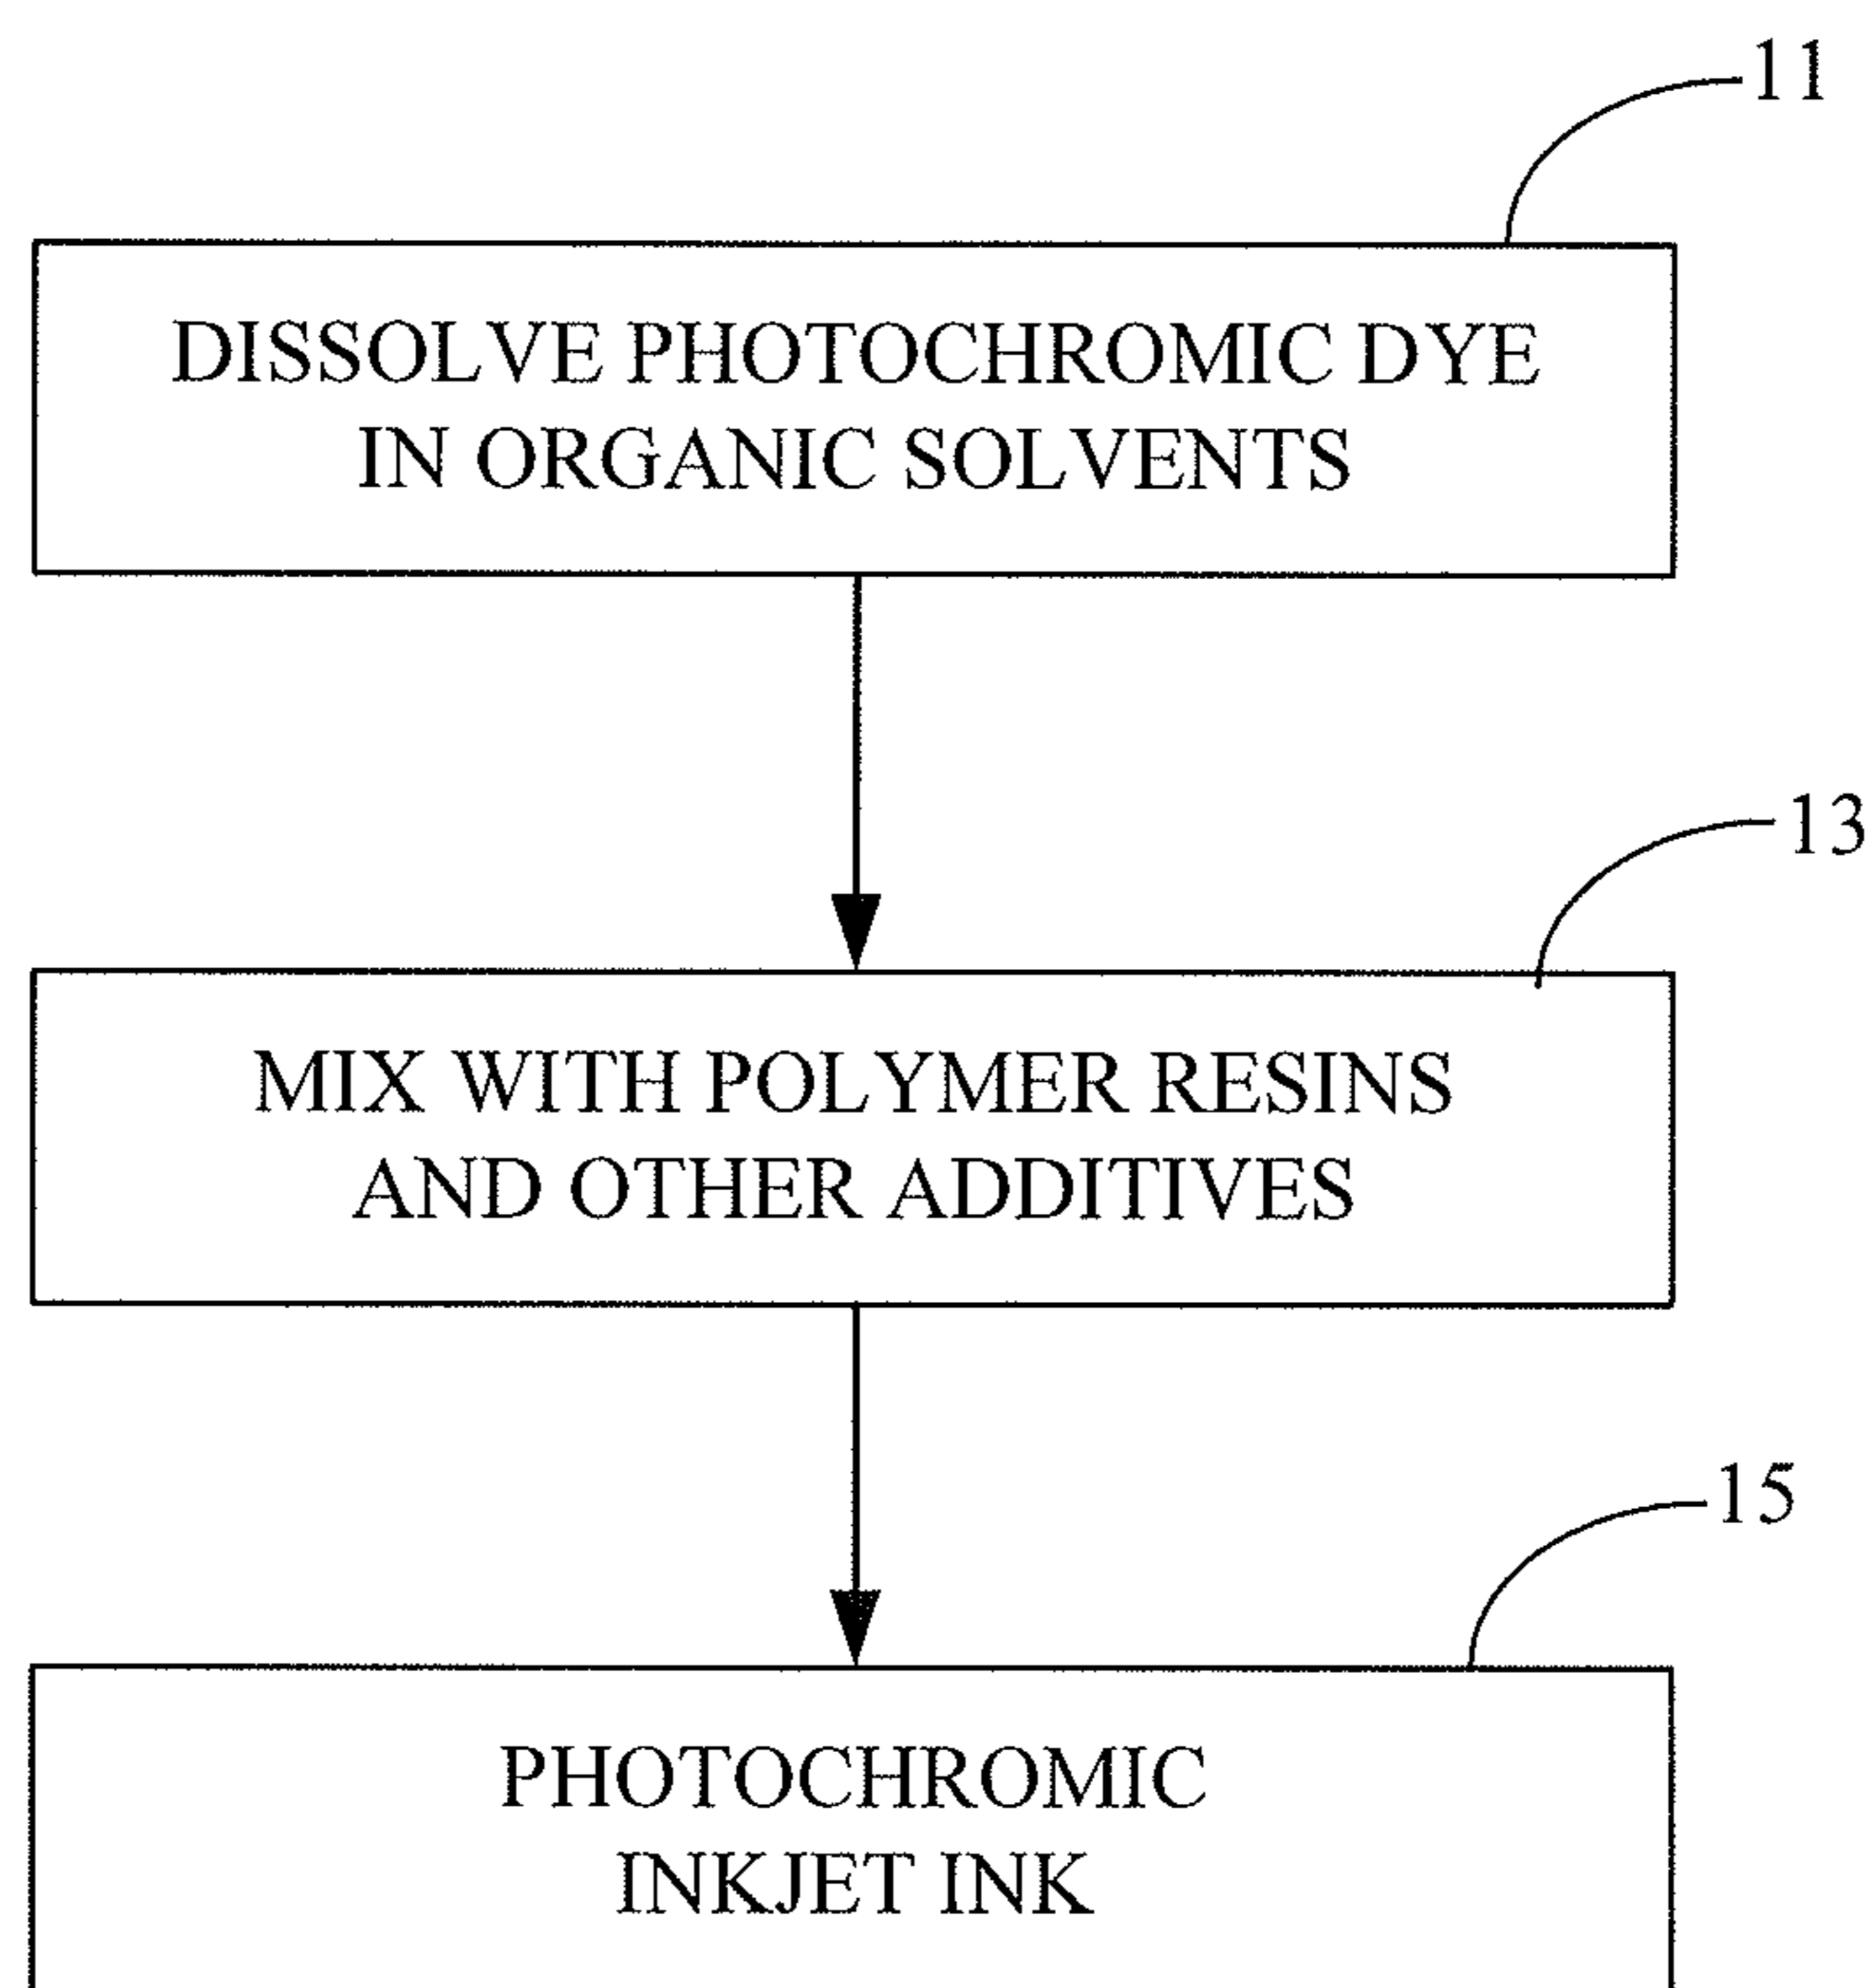 11
DISSOLVE PHOTOCHROMIC DYE
IN ORGANIC SOLVENTS
13
MIX WITH POLYMER RESINS
AND OTHER ADDITIVES
15
PHOTOCHROMIC
INKJET INK